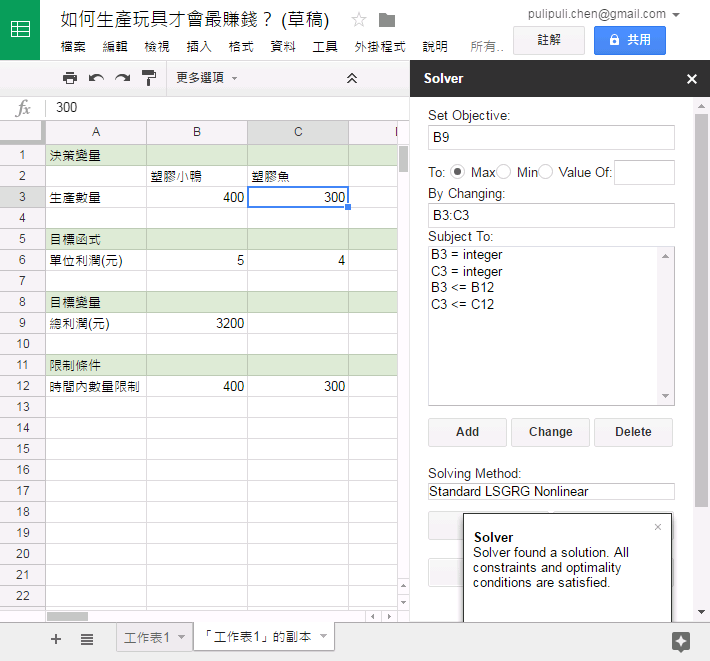 如何生產玩具才會最賺錢？ (草稿)
pulipuli.chen@gmail.com
檔案 編輯 檢視 插入 格式 資料 工具 外掛程式 說明 所有..
註解
共用
更多選項
Solver
fx 300
A B C
1 決策變量
2 塑膠小鴨 塑膠魚
3 生產數量 400 300
4
5 目標函式
6 單位利潤(元) 5 4
7
8 目標變量
9 總利潤(元) 3200
10
11 限制條件
12 時間內數量限制 400 300
13
14
15
16
17
18
19
20
21
22
Set Objective:
B9
To: Max Min Value Of:
By Changing:
B3:C3
Subject To:
B3 = integer
C3 = integer
B3 <= B12
C3 <= C12
Add Change Delete
Solving Method:
Standard LSGRG Nonlinear
Solver
Solver found a solution. All
constraints and optimality
conditions are satisfied.
工作表1 「工作表1」的副本